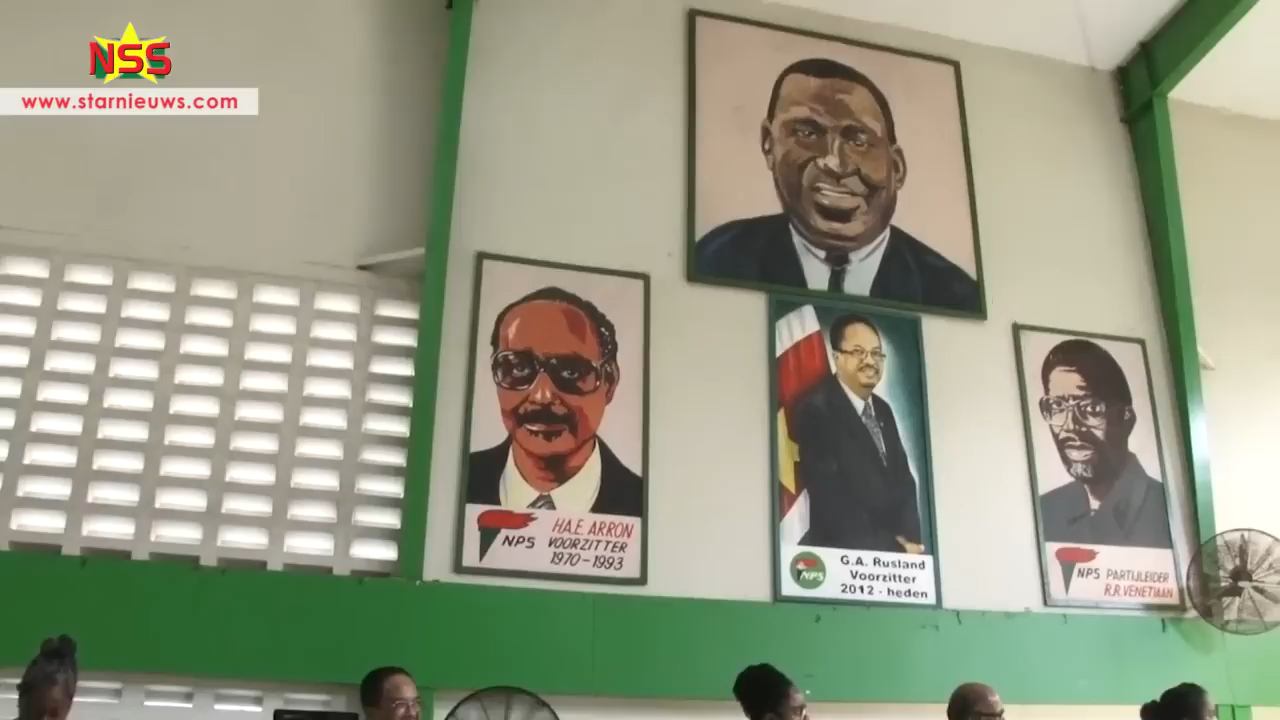 NSS
www.starnieuws.com
H.A.E. ARRON
NPS VOORZITTER
1970-1993
NPS
G.A. Rusland
Voorzitter
2012 - heden
NPS PARTIJLEIDER
R.R. VENETIAAN